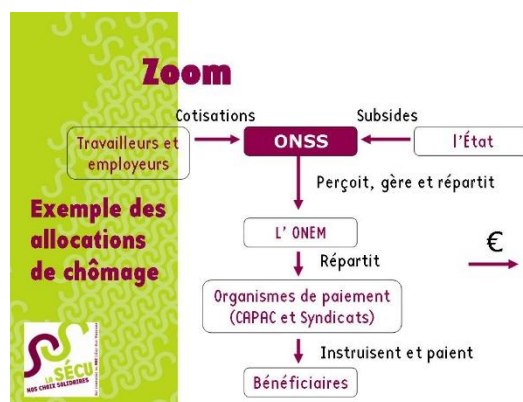 Zoom
Cotisations
Subsides
Travailleurs et
employeurs
ONSS
l'État
Perçoit, gère et répartit
Exemple des
allocations
de chômage
L' ONEM
€
Répartit
Organismes de paiement
(CAPAC et Syndicats)
Instruisent et paient
Bénéficiaires
LA SÉCU
NOS CHOIX SOLIDAIRES